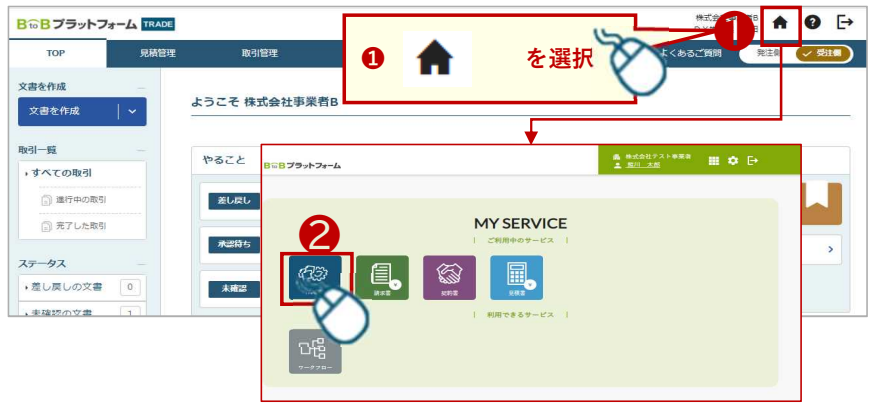 BtoBプラットフォーム TRADE
TOP
見積管理
取引管理
よくあるご質問
発注側
受注側
❶ を選択
❶
文書を作成
文書を作成
ようこそ 株式会社事業者B
取引一覧
すべての取引
進行中の取引
完了した取引
ステータス
差し戻しの文書 0
未確認の文書 1
やること
差し戻し
承認待ち
未確認
BtoBプラットフォーム
株式会社テスト事業者
MY SERVICE
ご利用中のサービス
❷
請求書
契約書
見積書
利用できるサービス
ワークフロー